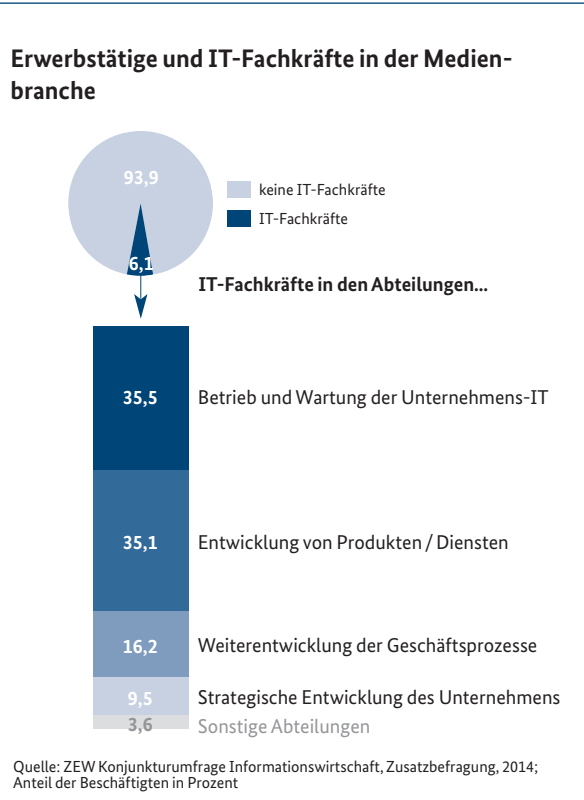 Erwerbstätige und IT-Fachkräfte in der Medien-
branche
93,9
keine IT-Fachkräfte
IT-Fachkräfte
6,1
IT-Fachkräfte in den Abteilungen...
35,5 Betrieb und Wartung der Unternehmens-IT
35,1 Entwicklung von Produkten / Diensten
16,2 Weiterentwicklung der Geschäftsprozesse
9,5 Strategische Entwicklung des Unternehmens
3,6 Sonstige Abteilungen
Quelle: ZEW Konjunkturumfrage Informationswirtschaft, Zusatzbefragung, 2014;
Anteil der Beschäftigten in Prozent